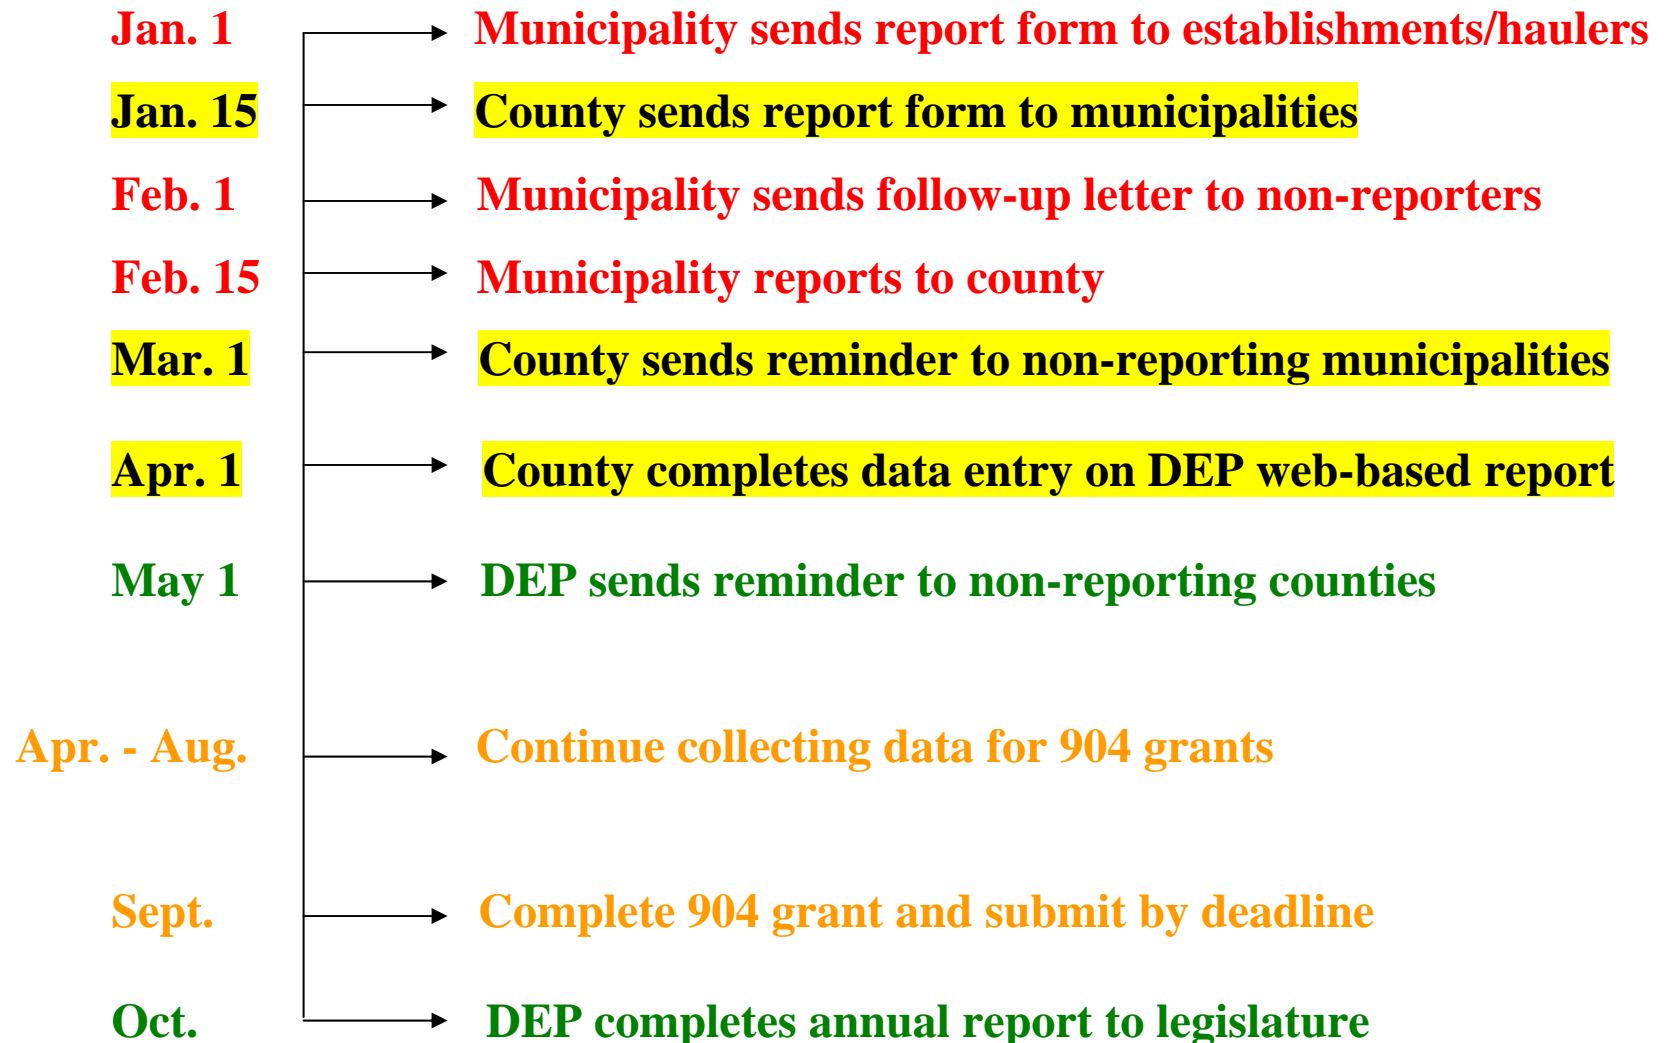 Jan. 1 Municipality sends report form to establishments/haulers
Jan. 15 County sends report form to municipalities
Feb. 1 Municipality sends follow-up letter to non-reporters
Feb. 15 Municipality reports to county
Mar. 1 County sends reminder to non-reporting municipalities
Apr. 1 County completes data entry on DEP web-based report
May 1 DEP sends reminder to non-reporting counties
Apr. - Aug. Continue collecting data for 904 grants
Sept. Complete 904 grant and submit by deadline
Oct. DEP completes annual report to legislature